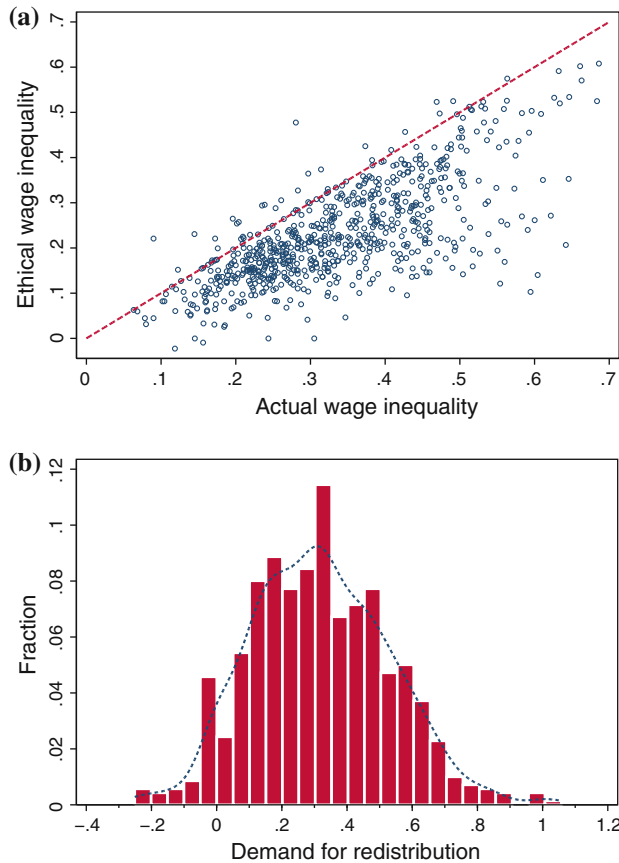 (a)
Ethical wage inequality
.7
.6
.5
.4
.3
.2
.1
0
0 .1 .2 .3 .4 .5 .6 .7
Actual wage inequality
(b)
Fraction
.12
.1
.08
.06
.04
.02
0
−.4 −.2 0 .2 .4 .6 .8 1 1.2
Demand for redistribution